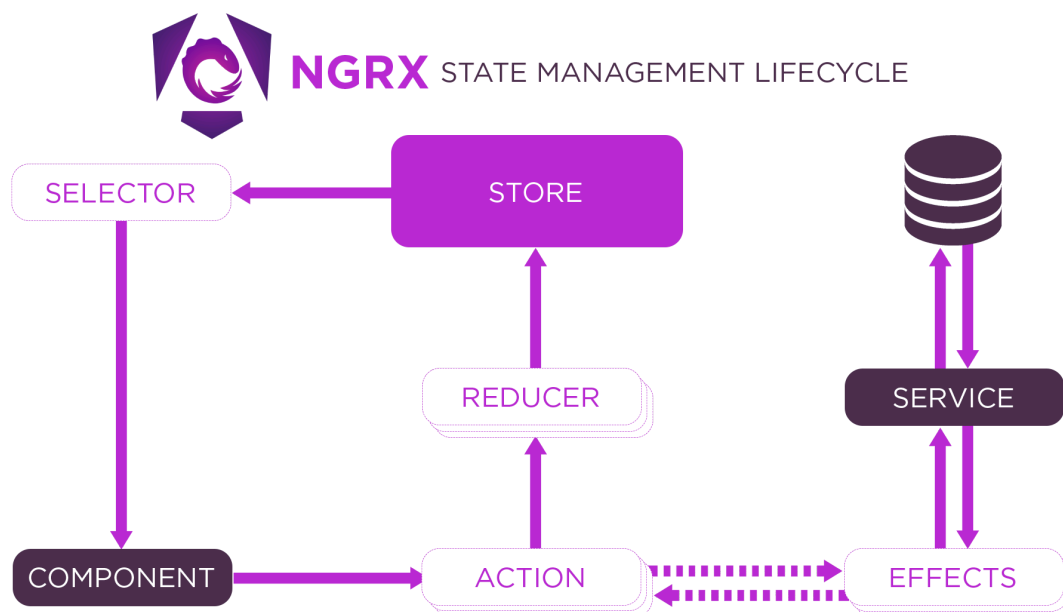 NGRX STATE MANAGEMENT LIFECYCLE
SELECTOR
STORE
REDUCER
SERVICE
COMPONENT
ACTION
EFFECTS